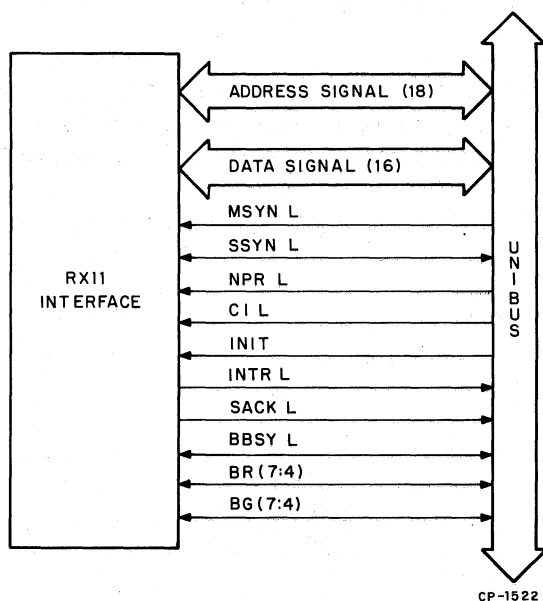 ADDRESS SIGNAL (18)
DATA SIGNAL (16)
MSYN L
SSYN L
NPR L
CI L
INIT
INTR L
SACK L
BBSY L
BR (7:4)
BG (7:4)
RX11
INTERFACE
UNIBUS
CP-1522